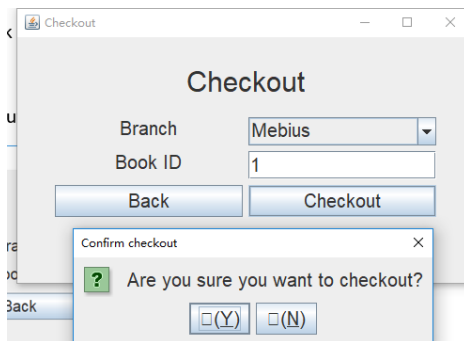 Checkout
Checkout
Branch
Mebius
Book ID
1
Back
Checkout
Confirm checkout
Are you sure you want to checkout?
□(Y)
□(N)
Back